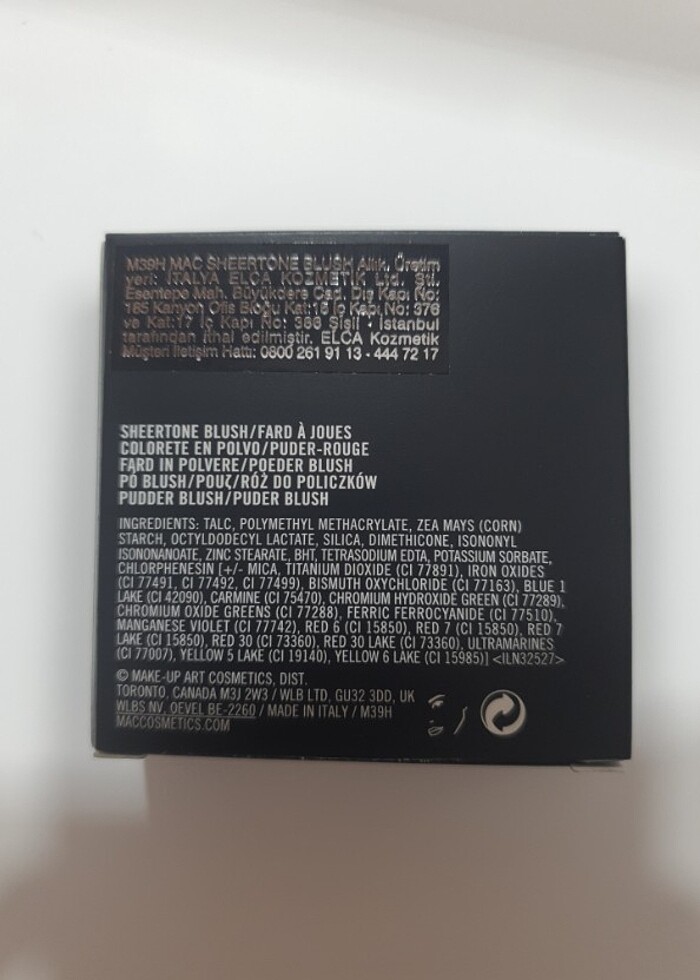 M39H MAC SHEERTONE BLUSH Allık, Üretim
yeri: İTALYA ELCA KOZMETİK Ltd. Şti.
Esentepe Mah. Büyükdere Cad. Dış Kapı No:
185 Kanyon Ofis Bloğu Kat:16 İç Kapı No: 376
ve Kat:17 İç Kapı No: 386 Şişli - İstanbul
tarafından ithal edilmiştir. ELCA Kozmetik
Müşteri İletişim Hattı: 0800 261 91 13 - 444 72 17
SHEERTONE BLUSH/FARD À JOUES
COLORETE EN POLVO/PUDER-ROUGE
FARD IN POLVERE/POEDER BLUSH
PÓ BLUSH/ΡΟΥΖ/RÓŻ DO POLICZKÓW
PUDDER BLUSH/PUDER BLUSH
INGREDIENTS: TALC, POLYMETHYL METHACRYLATE, ZEA MAYS (CORN)
STARCH, OCTYLDODECYL LACTATE, SILICA, DIMETHICONE, ISONONYL
ISONONANOATE, ZINC STEARATE, BHT, TETRASODIUM EDTA, POTASSIUM SORBATE,
CHLORPHENESIN [+/- MICA, TITANIUM DIOXIDE (CI 77891), IRON OXIDES
(CI 77491, CI 77492, CI 77499), BISMUTH OXYCHLORIDE (CI 77163), BLUE 1
LAKE (CI 42090), CARMINE (CI 75470), CHROMIUM HYDROXIDE GREEN (CI 77289),
CHROMIUM OXIDE GREENS (CI 77288), FERRIC FERROCYANIDE (CI 77510),
MANGANESE VIOLET (CI 77742), RED 6 (CI 15850), RED 7 (CI 15850), RED 7
LAKE (CI 15850), RED 30 (CI 73360), RED 30 LAKE (CI 73360), ULTRAMARINES
(CI 77007), YELLOW 5 LAKE (CI 19140), YELLOW 6 LAKE (CI 15985)] <ILN32527>
© MAKE-UP ART COSMETICS, DIST.
TORONTO, CANADA M3J 2W3 / WLB LTD, GU32 3DD, UK
WLBS NV, OEVEL BE-2260 / MADE IN ITALY / M39H
MACCOSMETICS.COM